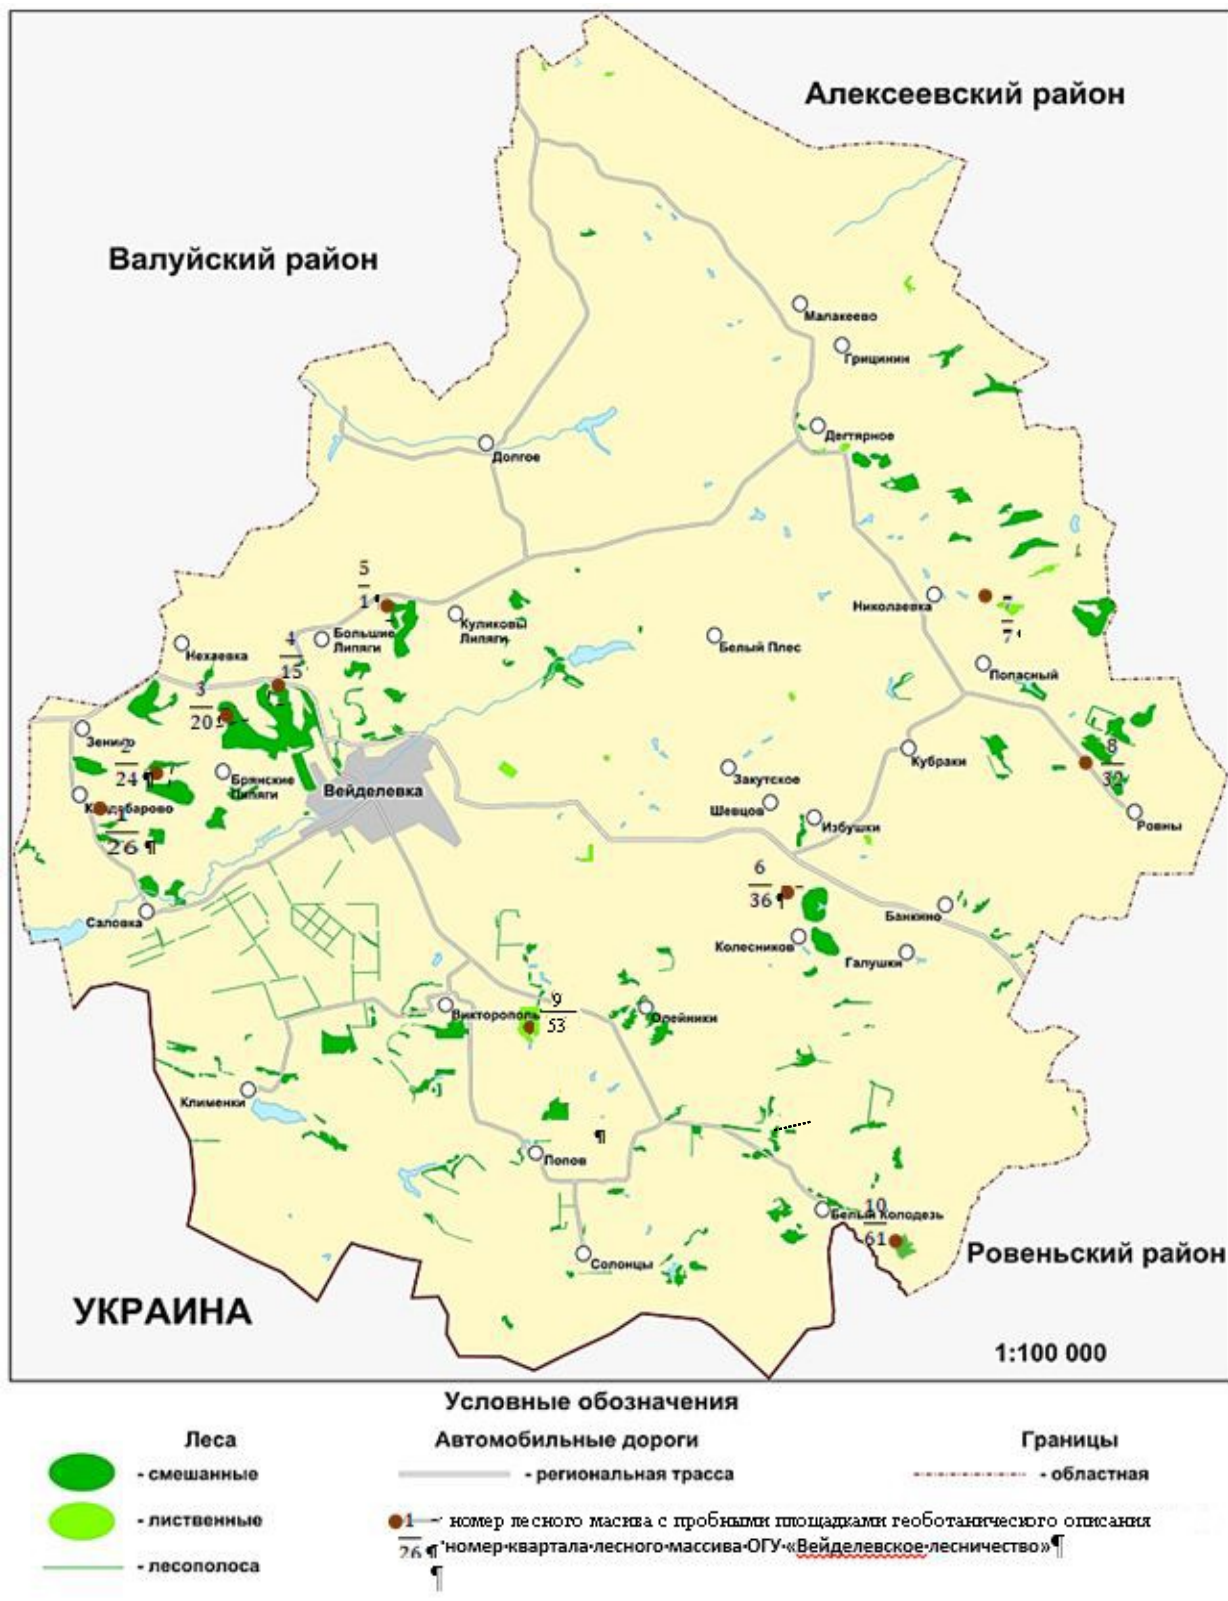 Алексеевский район
Валуйский район
Малакеево
Грицинин
Дегтярное
Долгое
5
1¶
Николаевка
7
7
Куликовы
Липяги
Большие
Липяги
4
15
Нехаевка
Белый Плес
Попасный
3
20
Зенино
2
24 ¶
Брянские
Липяги
Вейделевка
Закутское
Кубраки
8
32
Шевцов
Избушки
Ровны
1
26 ¶
6
36 ¶
Саловка
Банкино
Колесников
Галушки
Викторополь
9
53
Олейники
Клименки
¶
Попов
10
Белый Колодезь
61
Солонцы
Ровеньский район
УКРАИНА
1:100 000
Условные обозначения
Леса
Автомобильные дороги
Границы
- смешанные
- региональная трасса
- областная
- лиственные
1 номер лесного масива с пробными площадками геоботанического описания
26 ¶ номер·квартала·лесного·массива·ОГУ·«Вейделевское·лесничество»¶
- лесополоса
¶